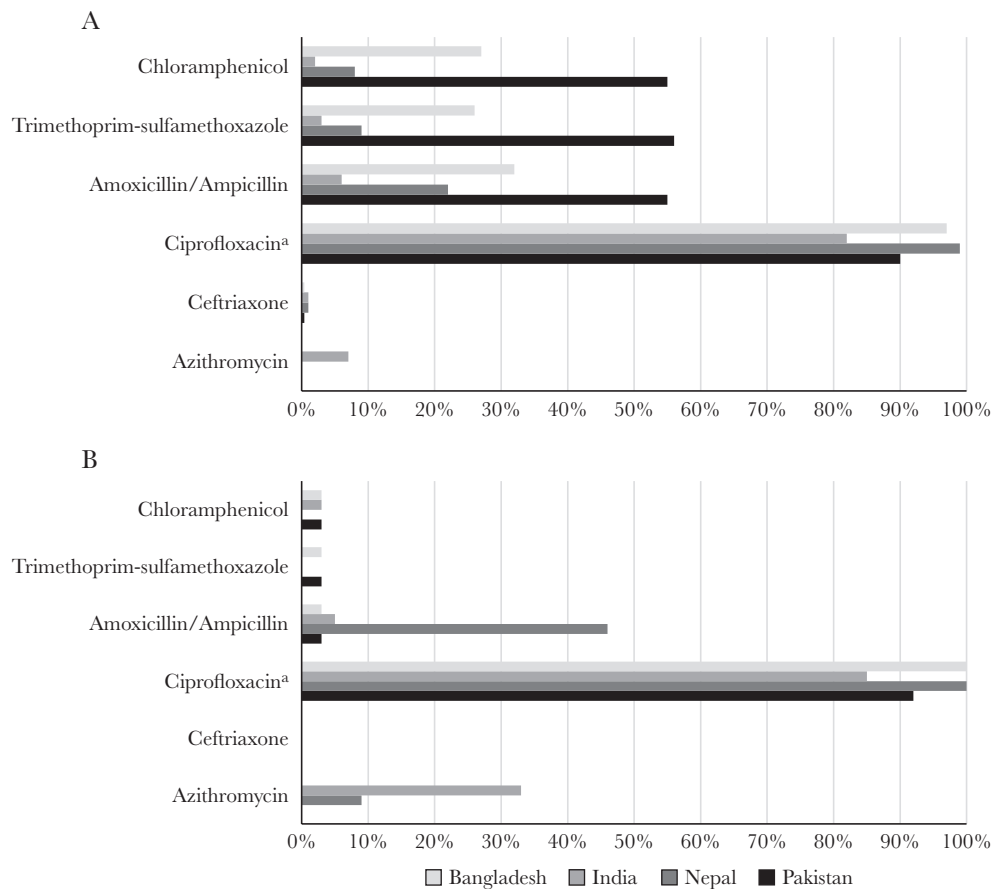 A
Chloramphenicol
Trimethoprim-sulfamethoxazole
Amoxicillin/Ampicillin
Ciprofloxacinᵃ
Ceftriaxone
Azithromycin
0% 10% 20% 30% 40% 50% 60% 70% 80% 90% 100%
B
Chloramphenicol
Trimethoprim-sulfamethoxazole
Amoxicillin/Ampicillin
Ciprofloxacinᵃ
Ceftriaxone
Azithromycin
0% 10% 20% 30% 40% 50% 60% 70% 80% 90% 100%
Bangladesh India Nepal Pakistan